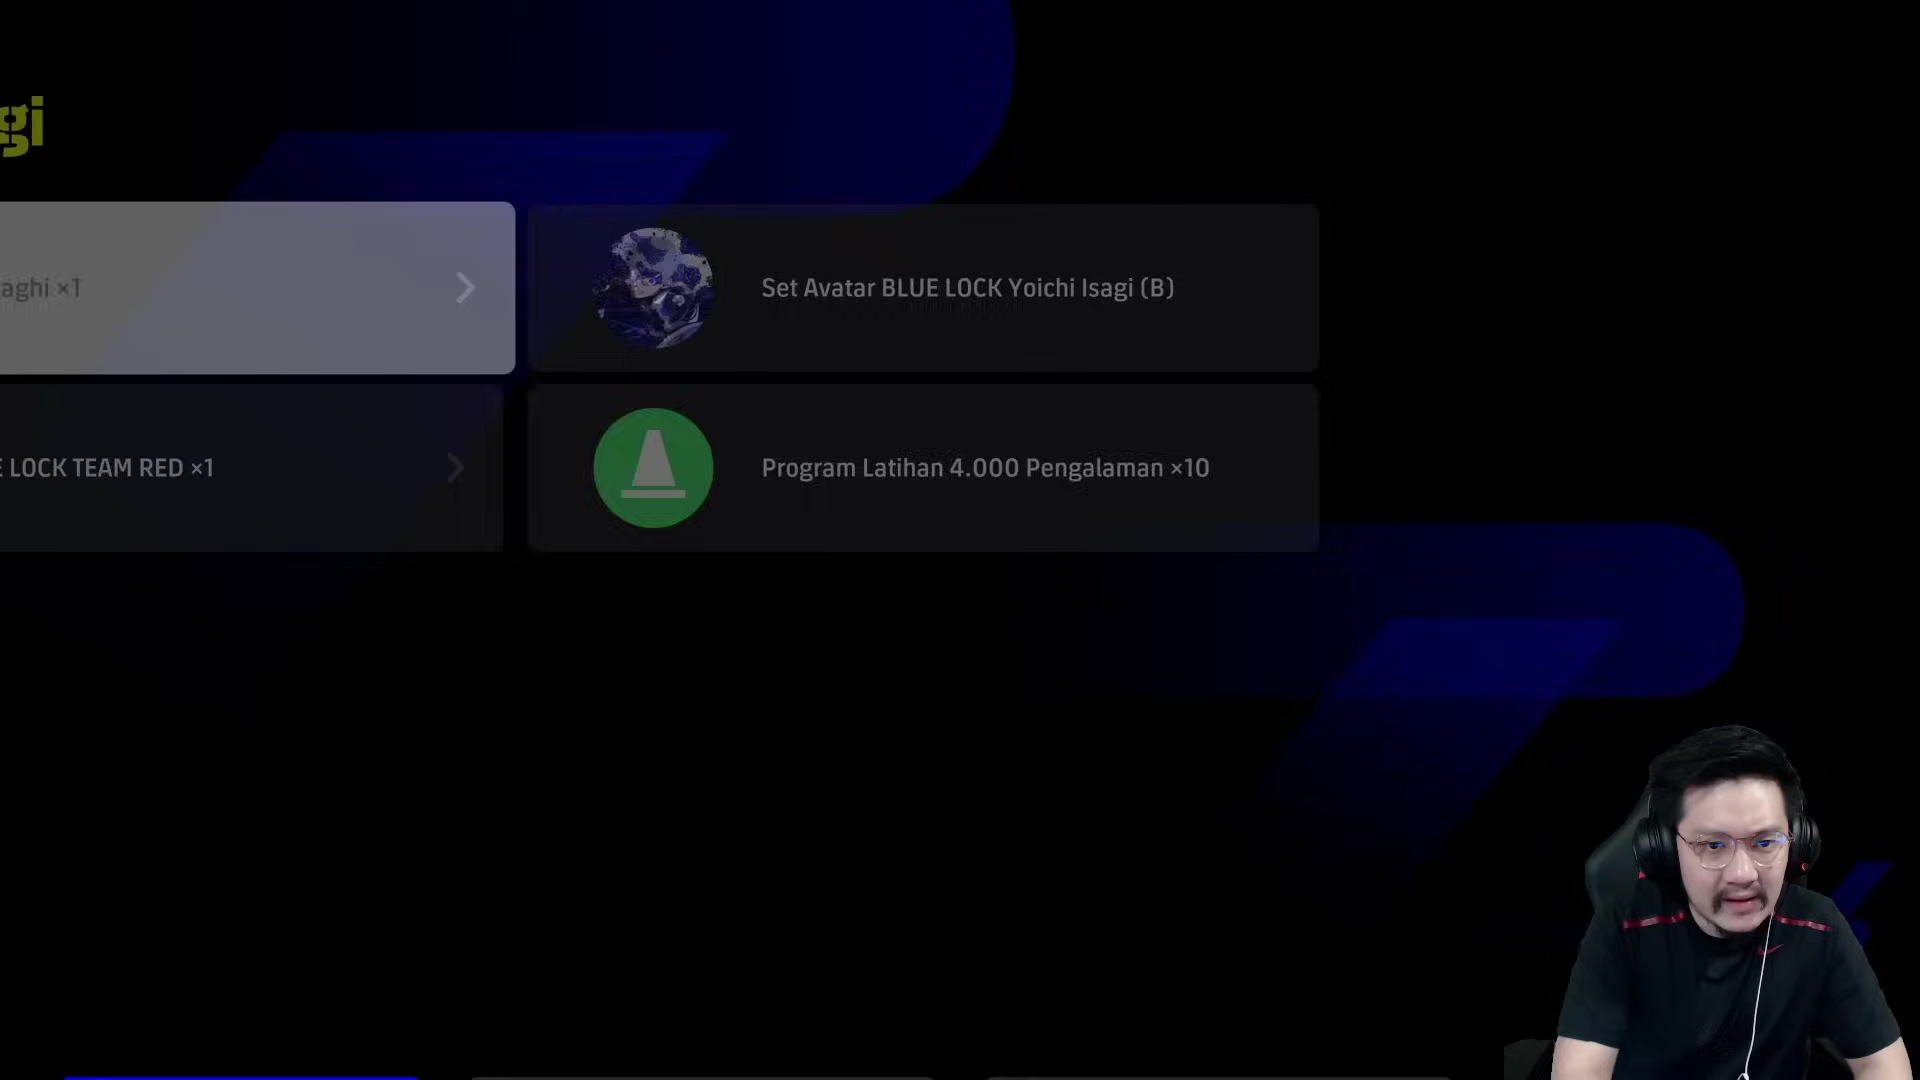 gi
aghi ×1
Set Avatar BLUE LOCK Yoichi Isagi (B)
E LOCK TEAM RED ×1
Program Latihan 4.000 Pengalaman ×10